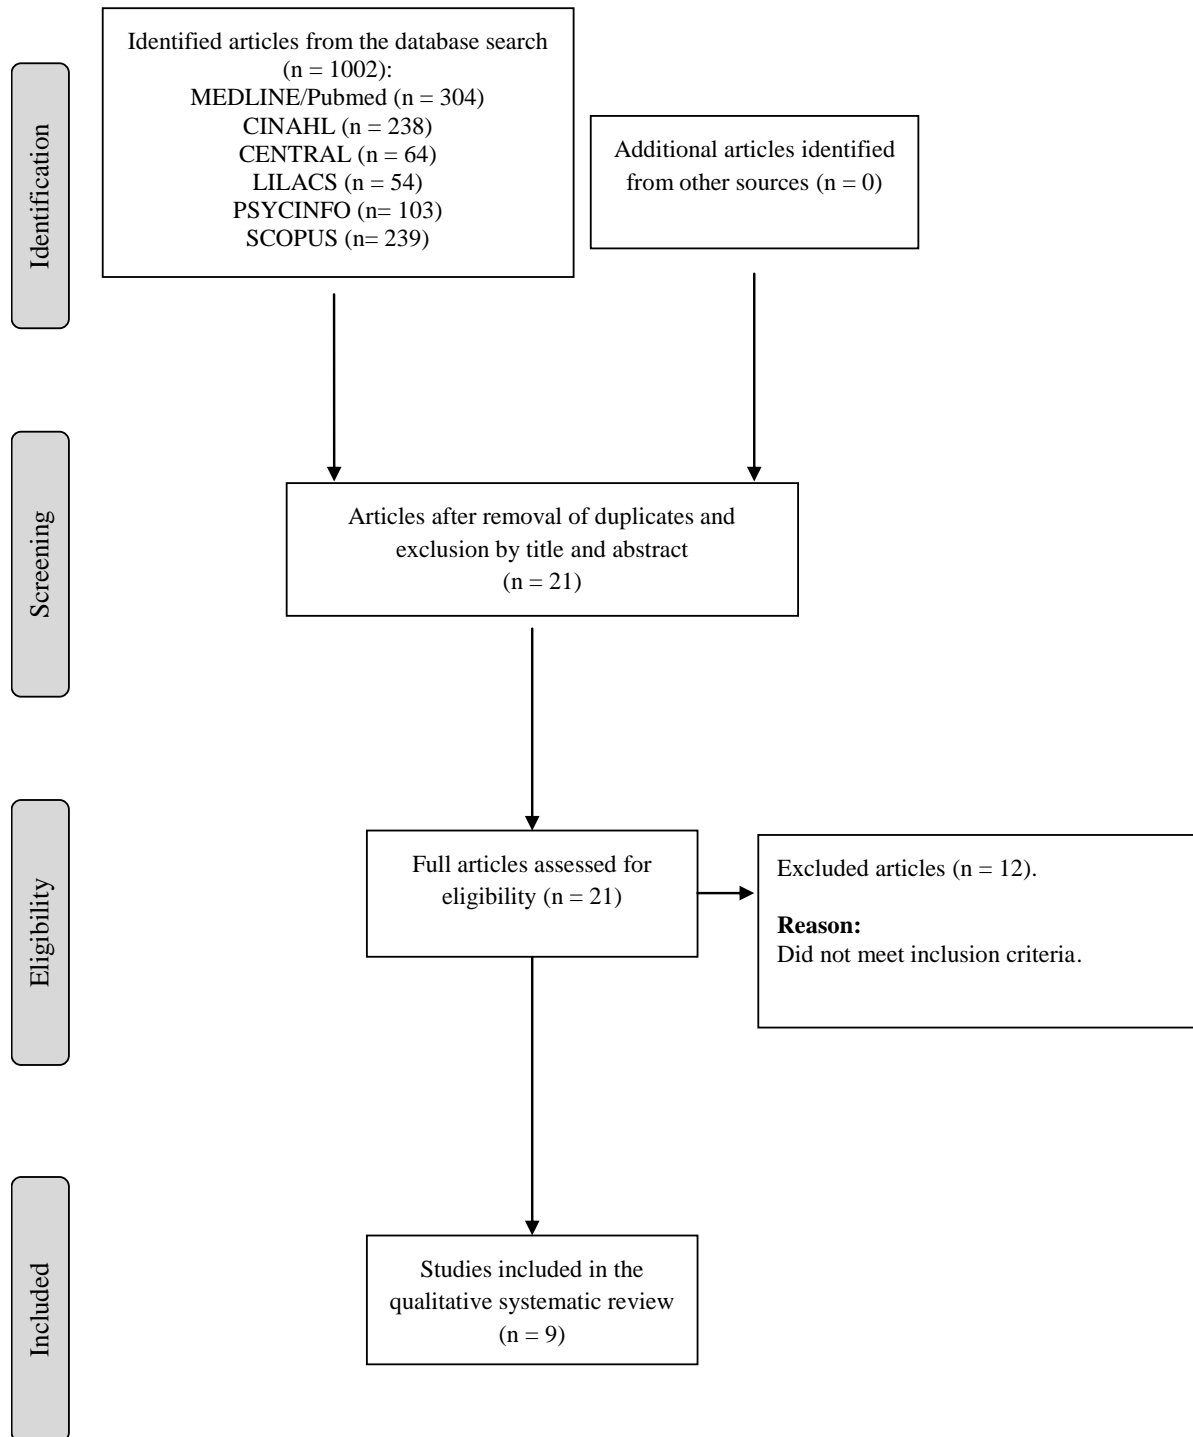 Identification
Identified articles from the database search
(n = 1002):
MEDLINE/Pubmed (n = 304)
CINAHL (n = 238)
CENTRAL (n = 64)
LILACS (n = 54)
PSYCINFO (n= 103)
SCOPUS (n= 239)
Additional articles identified
from other sources (n = 0)
Screening
Articles after removal of duplicates and
exclusion by title and abstract
(n = 21)
Eligibility
Full articles assessed for
eligibility (n = 21)
Excluded articles (n = 12).
Reason:
Did not meet inclusion criteria.
Included
Studies included in the
qualitative systematic review
(n = 9)